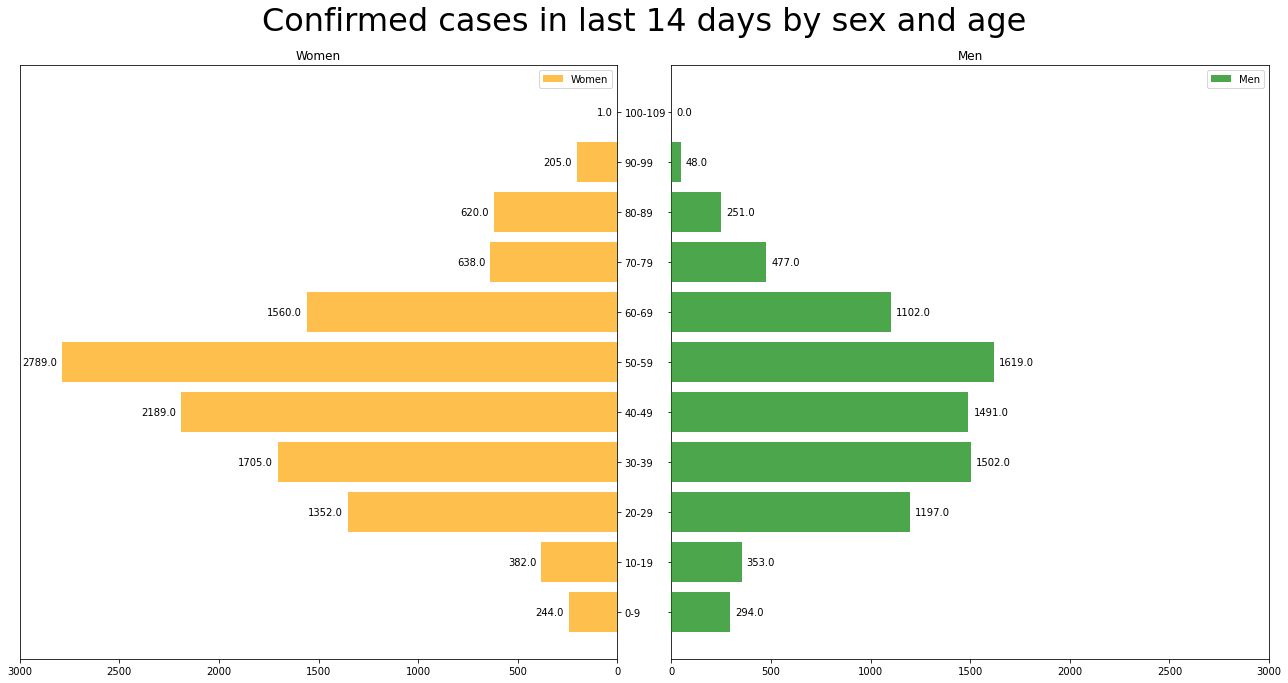 Confirmed cases in last 14 days by sex and age
Women
Men
Women
Men
1.0 100-109 0.0
205.0 90-99 48.0
620.0 80-89 251.0
638.0 70-79 477.0
1560.0 60-69 1102.0
2789.0 50-59 1619.0
2189.0 40-49 1491.0
1705.0 30-39 1502.0
1352.0 20-29 1197.0
382.0 10-19 353.0
244.0 0-9 294.0
3000 2500 2000 1500 1000 500 0
0 500 1000 1500 2000 2500 3000